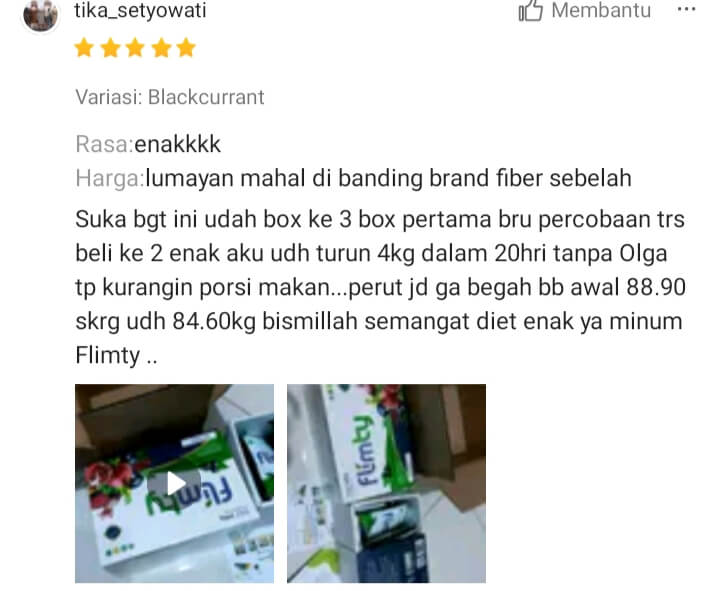 tika_setyowati
Membantu
Variasi: Blackcurrant
Rasa:enakkkk
Harga:lumayan mahal di banding brand fiber sebelah
Suka bgt ini udah box ke 3 box pertama bru percobaan trs
beli ke 2 enak aku udh turun 4kg dalam 20hri tanpa Olga
tp kurangin porsi makan...perut jd ga begah bb awal 88.90
skrg udh 84.60kg bismillah semangat diet enak ya minum
Flimty ..
flimty
flimty